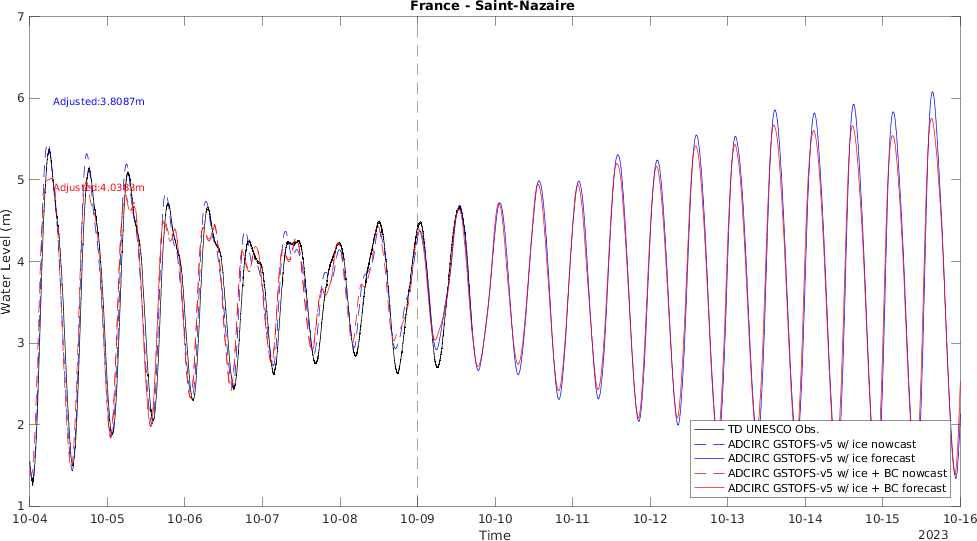 France - Saint-Nazaire
7
6
5
4
3
2
1
Water Level (m)
Adjusted:3.8087m
Adjusted:4.0383m
TD UNESCO Obs.
ADCIRC GSTOFS-v5 w/ ice nowcast
ADCIRC GSTOFS-v5 w/ ice forecast
ADCIRC GSTOFS-v5 w/ ice + BC nowcast
ADCIRC GSTOFS-v5 w/ ice + BC forecast
10-04 10-05 10-06 10-07 10-08 10-09 10-10 10-11 10-12 10-13 10-14 10-15 10-16
Time
2023